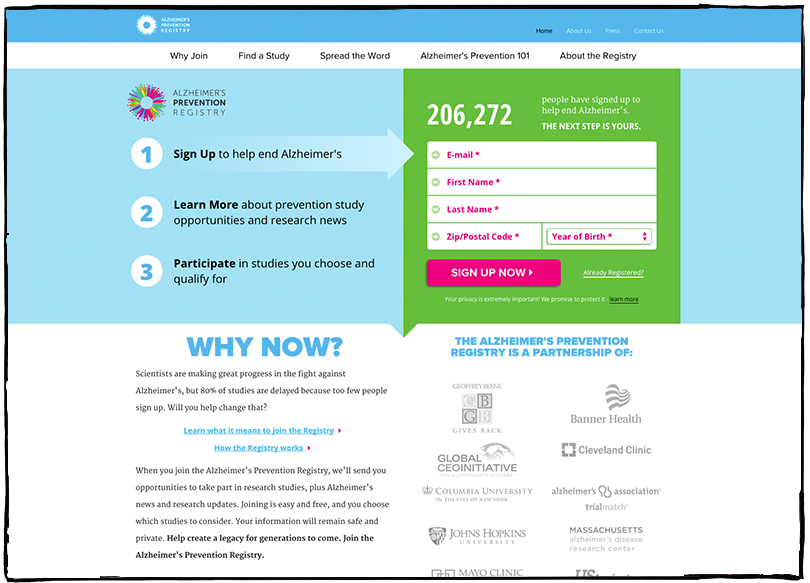 ALZHEIMER'S
PREVENTION
REGISTRY
Home About Us Press Contact Us
Why Join Find a Study Spread the Word Alzheimer's Prevention 101 About the Registry
ALZHEIMER'S
PREVENTION
REGISTRY
1 Sign Up to help end Alzheimer's
2 Learn More about prevention study
opportunities and research news
3 Participate in studies you choose and
qualify for
206,272
people have signed up to
help end Alzheimer's.
THE NEXT STEP IS YOURS.
E-mail *
First Name *
Last Name *
Zip/Postal Code * Year of Birth *
SIGN UP NOW Already Registered?
Your privacy is extremely important! We promise to protect it - learn more
WHY NOW?
Scientists are making great progress in the fight against
Alzheimer's, but 80% of studies are delayed because too few people
sign up. Will you help change that?
Learn what it means to join the Registry
How the Registry works
When you join the Alzheimer's Prevention Registry, we'll send you
opportunities to take part in research studies, plus Alzheimer's
news and research updates. Joining is easy and free, and you choose
which studies to consider. Your information will remain safe and
private. Help create a legacy for generations to come. Join the
Alzheimer's Prevention Registry.
THE ALZHEIMER'S PREVENTION
REGISTRY IS A PARTNERSHIP OF:
GEOFFREY BEENE
G B
G B
GIVES BACK
Banner Health
GLOBAL
CEOINITIATIVE
ON ALZHEIMER'S DISEASE
Cleveland Clinic
COLUMBIA UNIVERSITY
IN THE CITY OF NEW YORK
alzheimer's association®
trialmatch®
JOHNS HOPKINS
UNIVERSITY
MASSACHUSETTS
alzheimer's disease
research center
MAYO CLINIC